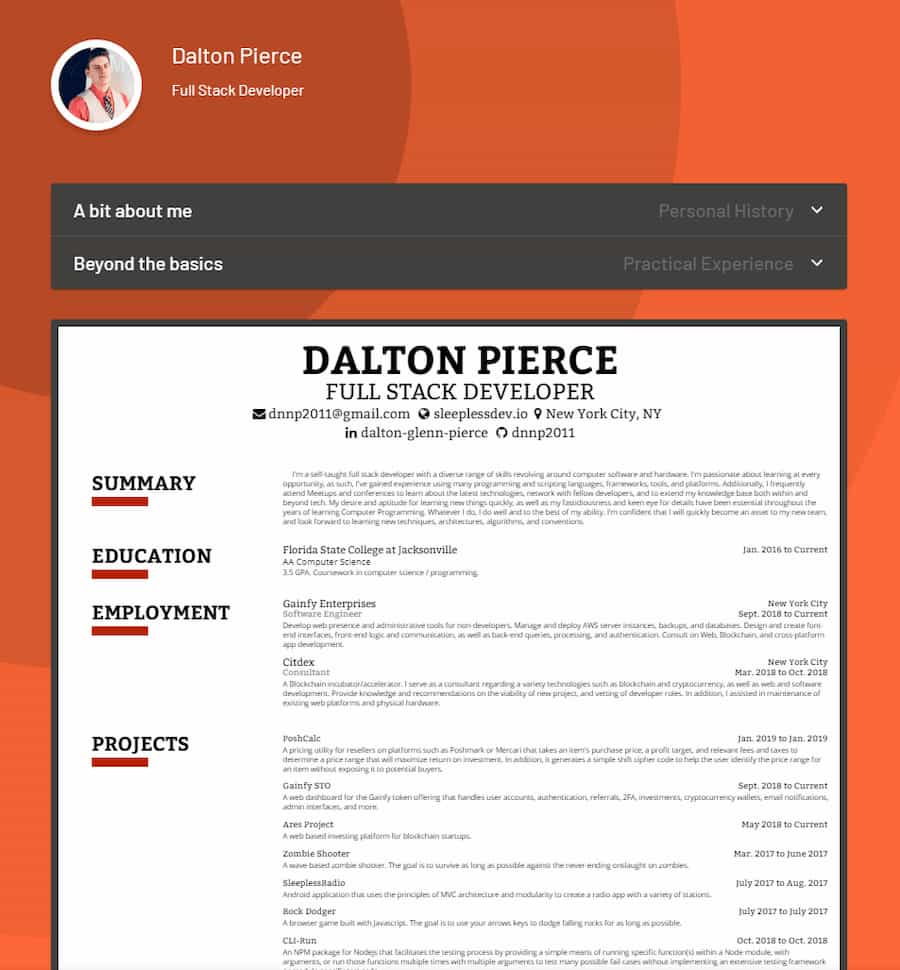 Dalton Pierce
Full Stack Developer
A bit about me Personal History
Beyond the basics Practical Experience
DALTON PIERCE
FULL STACK DEVELOPER
dnnp2011@gmail.com sleeplessdev.io New York City, NY
dalton-glenn-pierce dnnp2011
SUMMARY
I'm a self-taught full stack developer with a diverse range of skills revolving around computer software and hardware. I'm passionate about learning at every
opportunity, as such, I've gained experience using many programming and scripting languages, frameworks, tools, and platforms. Additionally, I frequently
attend Meetups and conferences to learn about the latest technologies, network with fellow developers, and to extend my knowledge base both within and
beyond tech. My desire and aptitude for learning new things quickly, as well as my fastidiousness and keen eye for details have been essential throughout the
years of learning Computer Programming. Whatever I do, I do well and to the best of my ability. I'm confident that I will quickly become an asset to my new team,
and look forward to learning new techniques, architectures, algorithms, and conventions.
EDUCATION
Florida State College at Jacksonville Jan. 2016 to Current
AA Computer Science
3.5 GPA. Coursework in computer science / programming.
EMPLOYMENT
Gainfy Enterprises New York City
Software Engineer Sept. 2018 to Current
Develop web presence and administrative tools for non-developers, Manage and deploy AWS server instances, backups, and databases. Design and create font-
end interfaces, front-end logic and communication, as well as back-end queries, processing, and authentication. Consult on Web, Blockchain, and cross-platform
app development.
Citdex New York City
Consultant Mar. 2018 to Oct. 2018
A Blockchain incubator/accelerator. I serve as a consultant regarding a variety technologies such as blockchain and cryptocurrency, as well as web and software
development. Provide knowledge and recommendations on the viability of new project, and vetting of developer roles. In addition, I assisted in maintenance of
existing web platforms and physical hardware.
PROJECTS
PoshCalc Jan. 2019 to Jan. 2019
A pricing utility for resellers on platforms such as Poshmark or Mercari that takes an item's purchase price, a profit target, and relevant fees and taxes to
determine a price range that will maximize return on investment. In addition, it generates a simple shift cipher code to help the user identify the price range for
an item without exposing it to potential buyers.
Gainfy STO Sept. 2018 to Current
A web dashboard for the Gainfy token offering that handles user accounts, authentication, referrals, 2FA, investments, cryptocurrency wallets, email notifications,
admin interfaces, and more.
Ares Project May 2018 to Current
A web based investing platform for blockchain startups.
Zombie Shooter Mar. 2017 to June 2017
A wave-based zombie shooter. The goal is to survive as long as possible against the never-ending onslaught on zombies.
SleeplessRadio July 2017 to Aug. 2017
Android application that uses the principles of MVC architecture and modularity to create a radio app with a variety of stations.
Rock Dodger July 2017 to July 2017
A browser game built with Javascript. The goal is to use your arrows keys to dodge falling rocks for as long as possible.
CLI-Run Oct. 2018 to Oct. 2018
An NPM package for Nodejs that facilitates the testing process by providing a simple means of running specific function(s) within a Node module, with
arguments, or run those functions multiple times with multiple arguments to test many possible fail cases without implementing an extensive testing framework